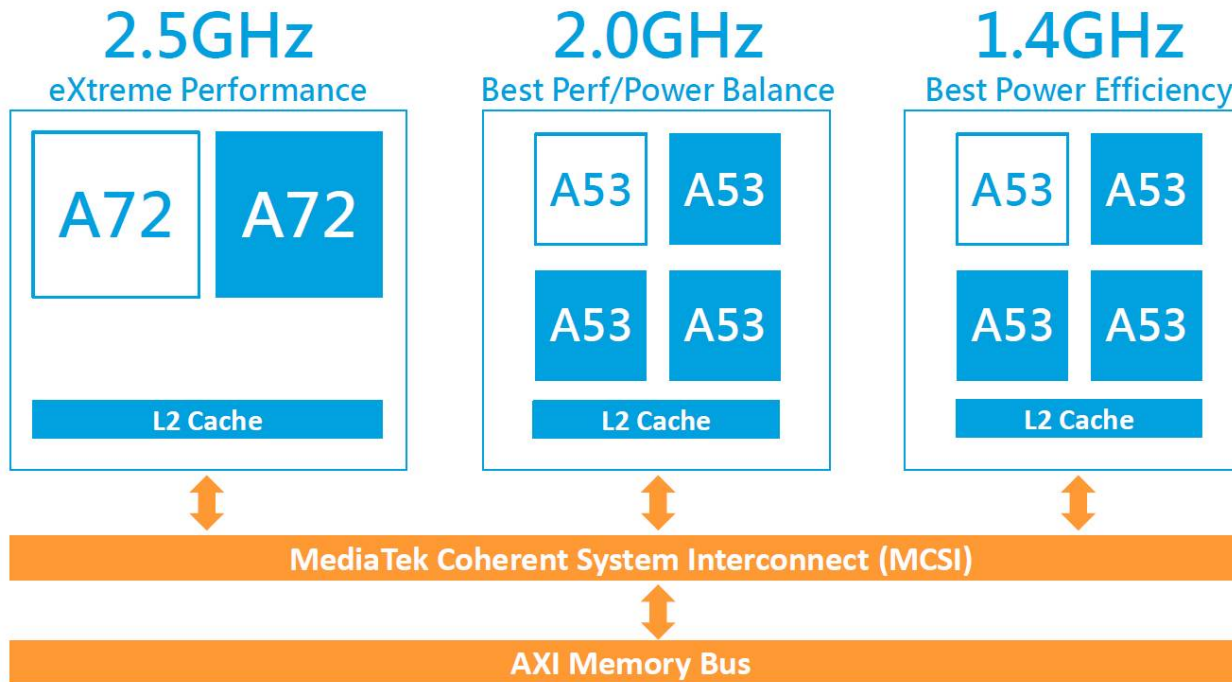 2.5GHz
eXtreme Performance
A72 A72
L2 Cache
2.0GHz
Best Perf/Power Balance
A53 A53
A53 A53
L2 Cache
1.4GHz
Best Power Efficiency
A53 A53
A53 A53
L2 Cache
MediaTek Coherent System Interconnect (MCSI)
AXI Memory Bus